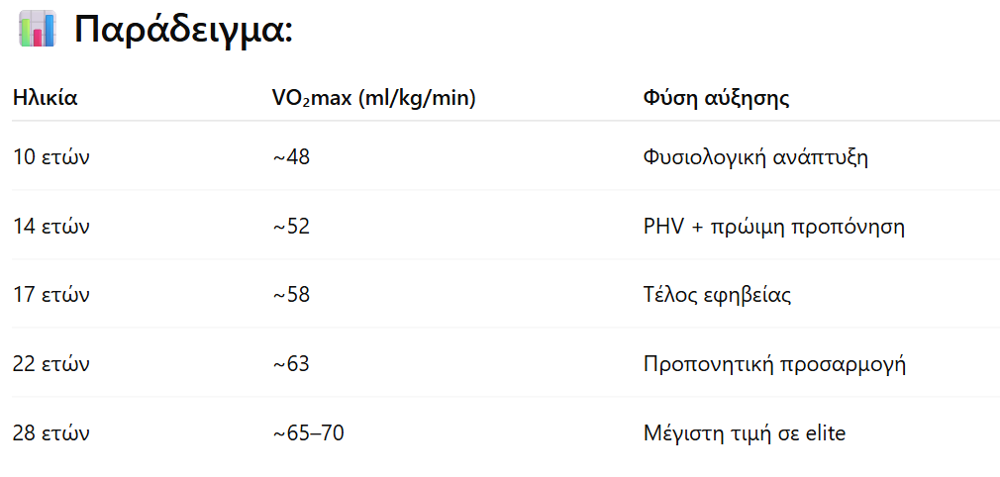 Παράδειγμα:
Ηλικία VO₂max (ml/kg/min) Φύση αύξησης
10 ετών ~48 Φυσιολογική ανάπτυξη
14 ετών ~52 PHV + πρώιμη προπόνηση
17 ετών ~58 Τέλος εφηβείας
22 ετών ~63 Προπονητική προσαρμογή
28 ετών ~65–70 Μέγιστη τιμή σε elite